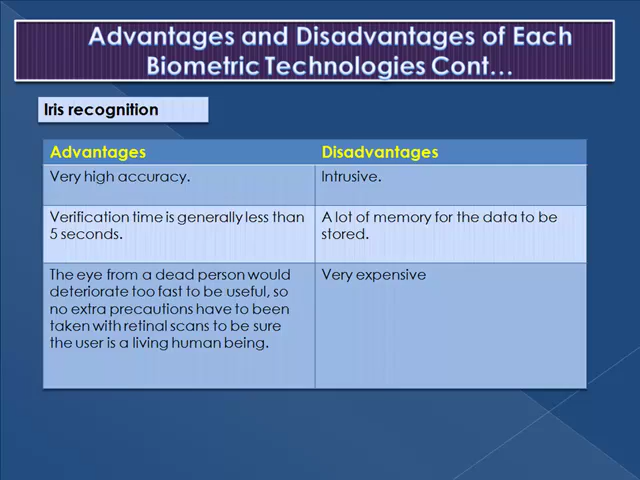 Advantages and Disadvantages of Each
Biometric Technologies Cont…
Iris recognition
Advantages
Disadvantages
Very high accuracy.
Intrusive.
Verification time is generally less than
5 seconds.
A lot of memory for the data to be
stored.
The eye from a dead person would
deteriorate too fast to be useful, so
no extra precautions have to been
taken with retinal scans to be sure
the user is a living human being.
Very expensive